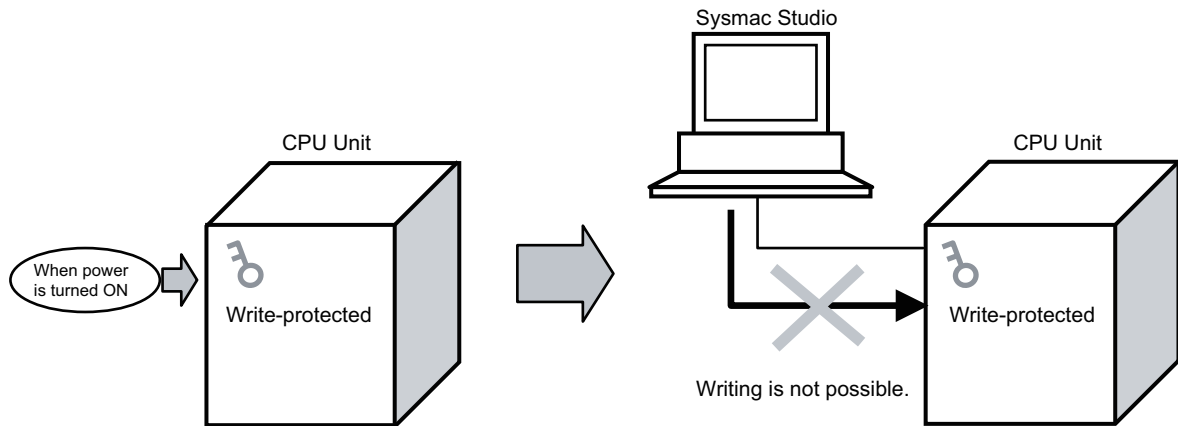 Sysmac Studio
CPU Unit
CPU Unit
When power
is turned ON
Write-protected
Write-protected
Writing is not possible.